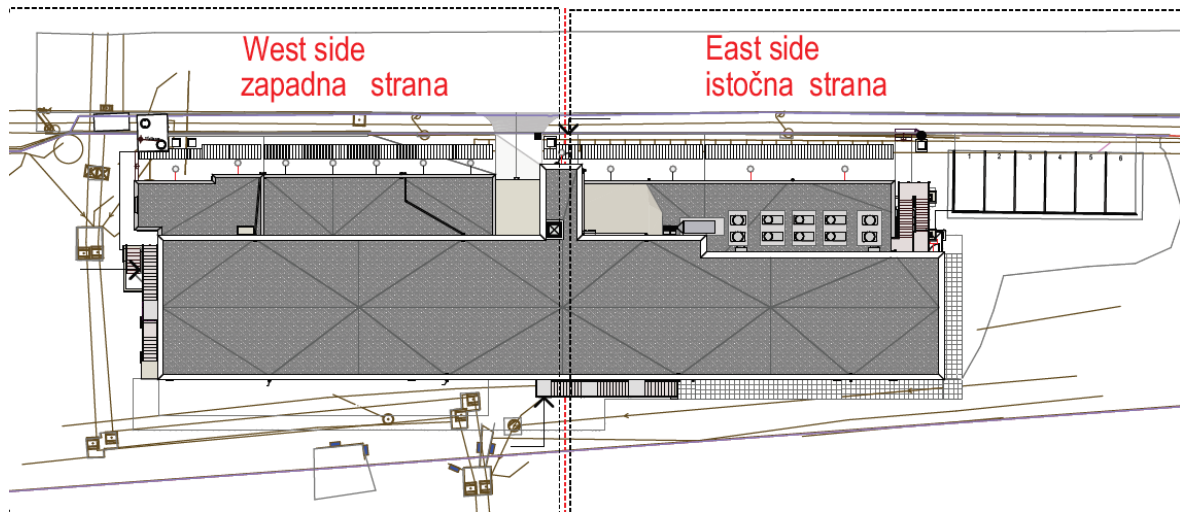 West side
zapadna strana
East side
istočna strana
1 2 3 4 5 6